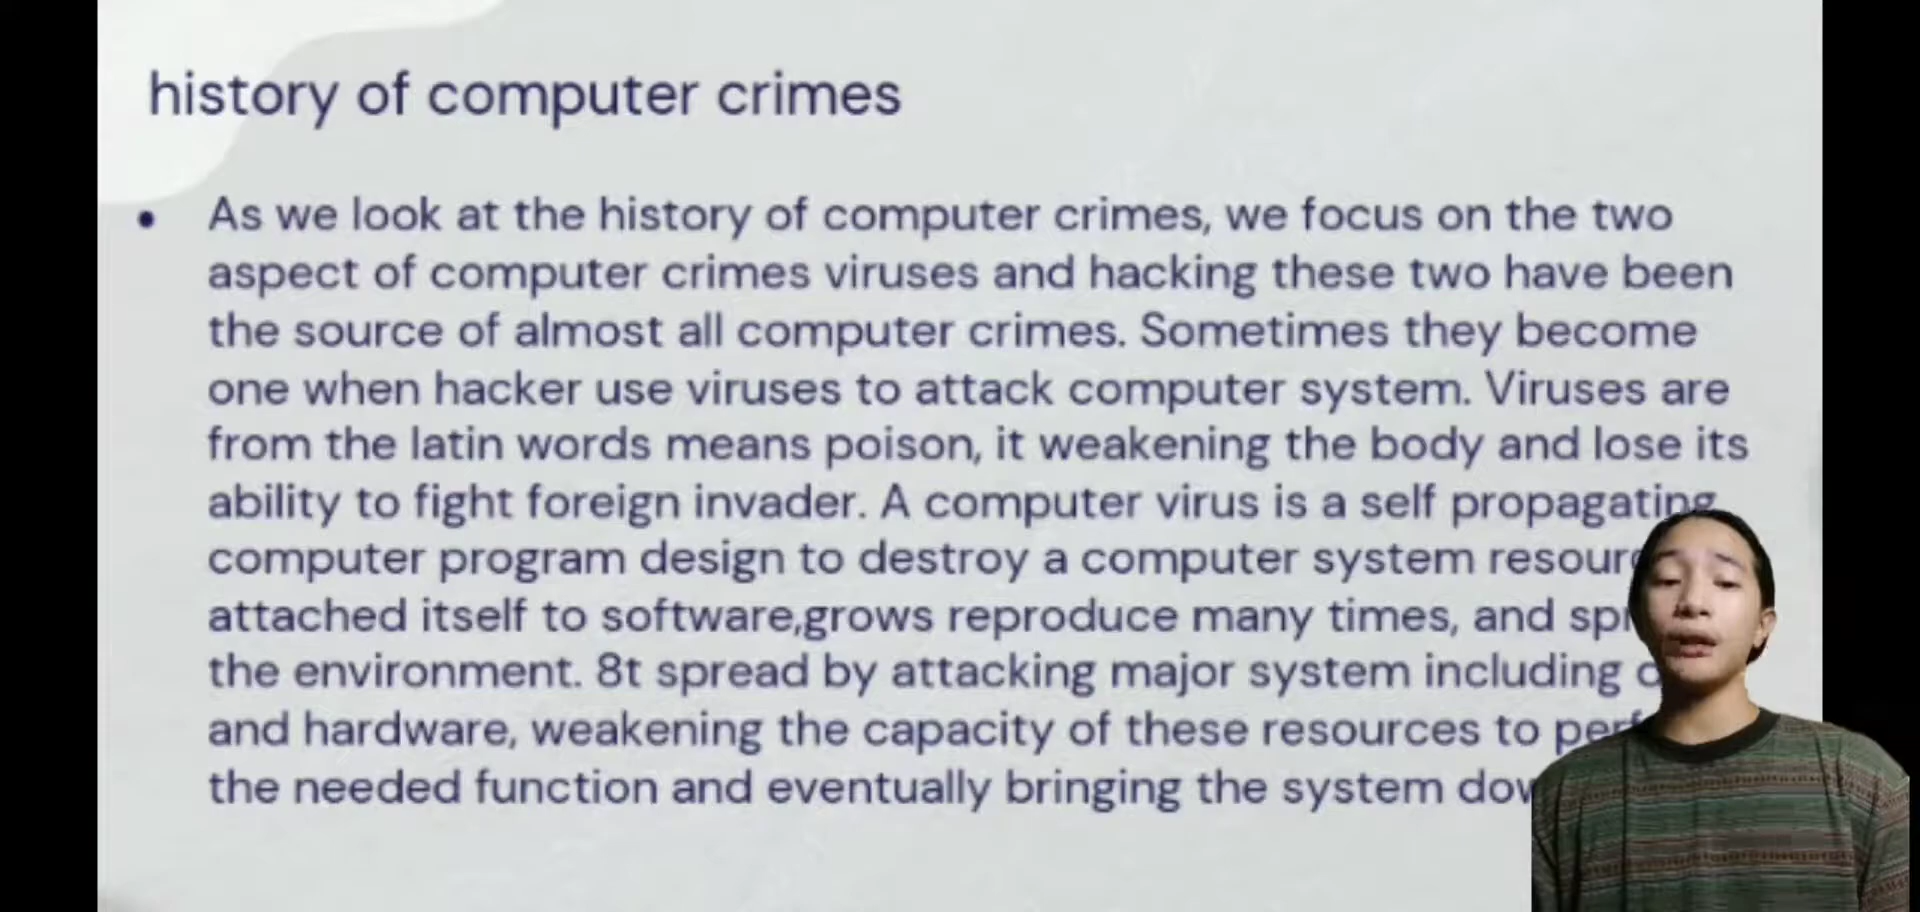 history of computer crimes
• As we look at the history of computer crimes, we focus on the two
aspect of computer crimes viruses and hacking these two have been
the source of almost all computer crimes. Sometimes they become
one when hacker use viruses to attack computer system. Viruses are
from the latin words means poison, it weakening the body and lose its
ability to fight foreign invader. A computer virus is a self propagating
computer program design to destroy a computer system
attached itself to software,grows reproduce many times, and
the environment. 8t spread by attacking major system including
and hardware, weakening the capacity of these resources to
the needed function and eventually bringing the system